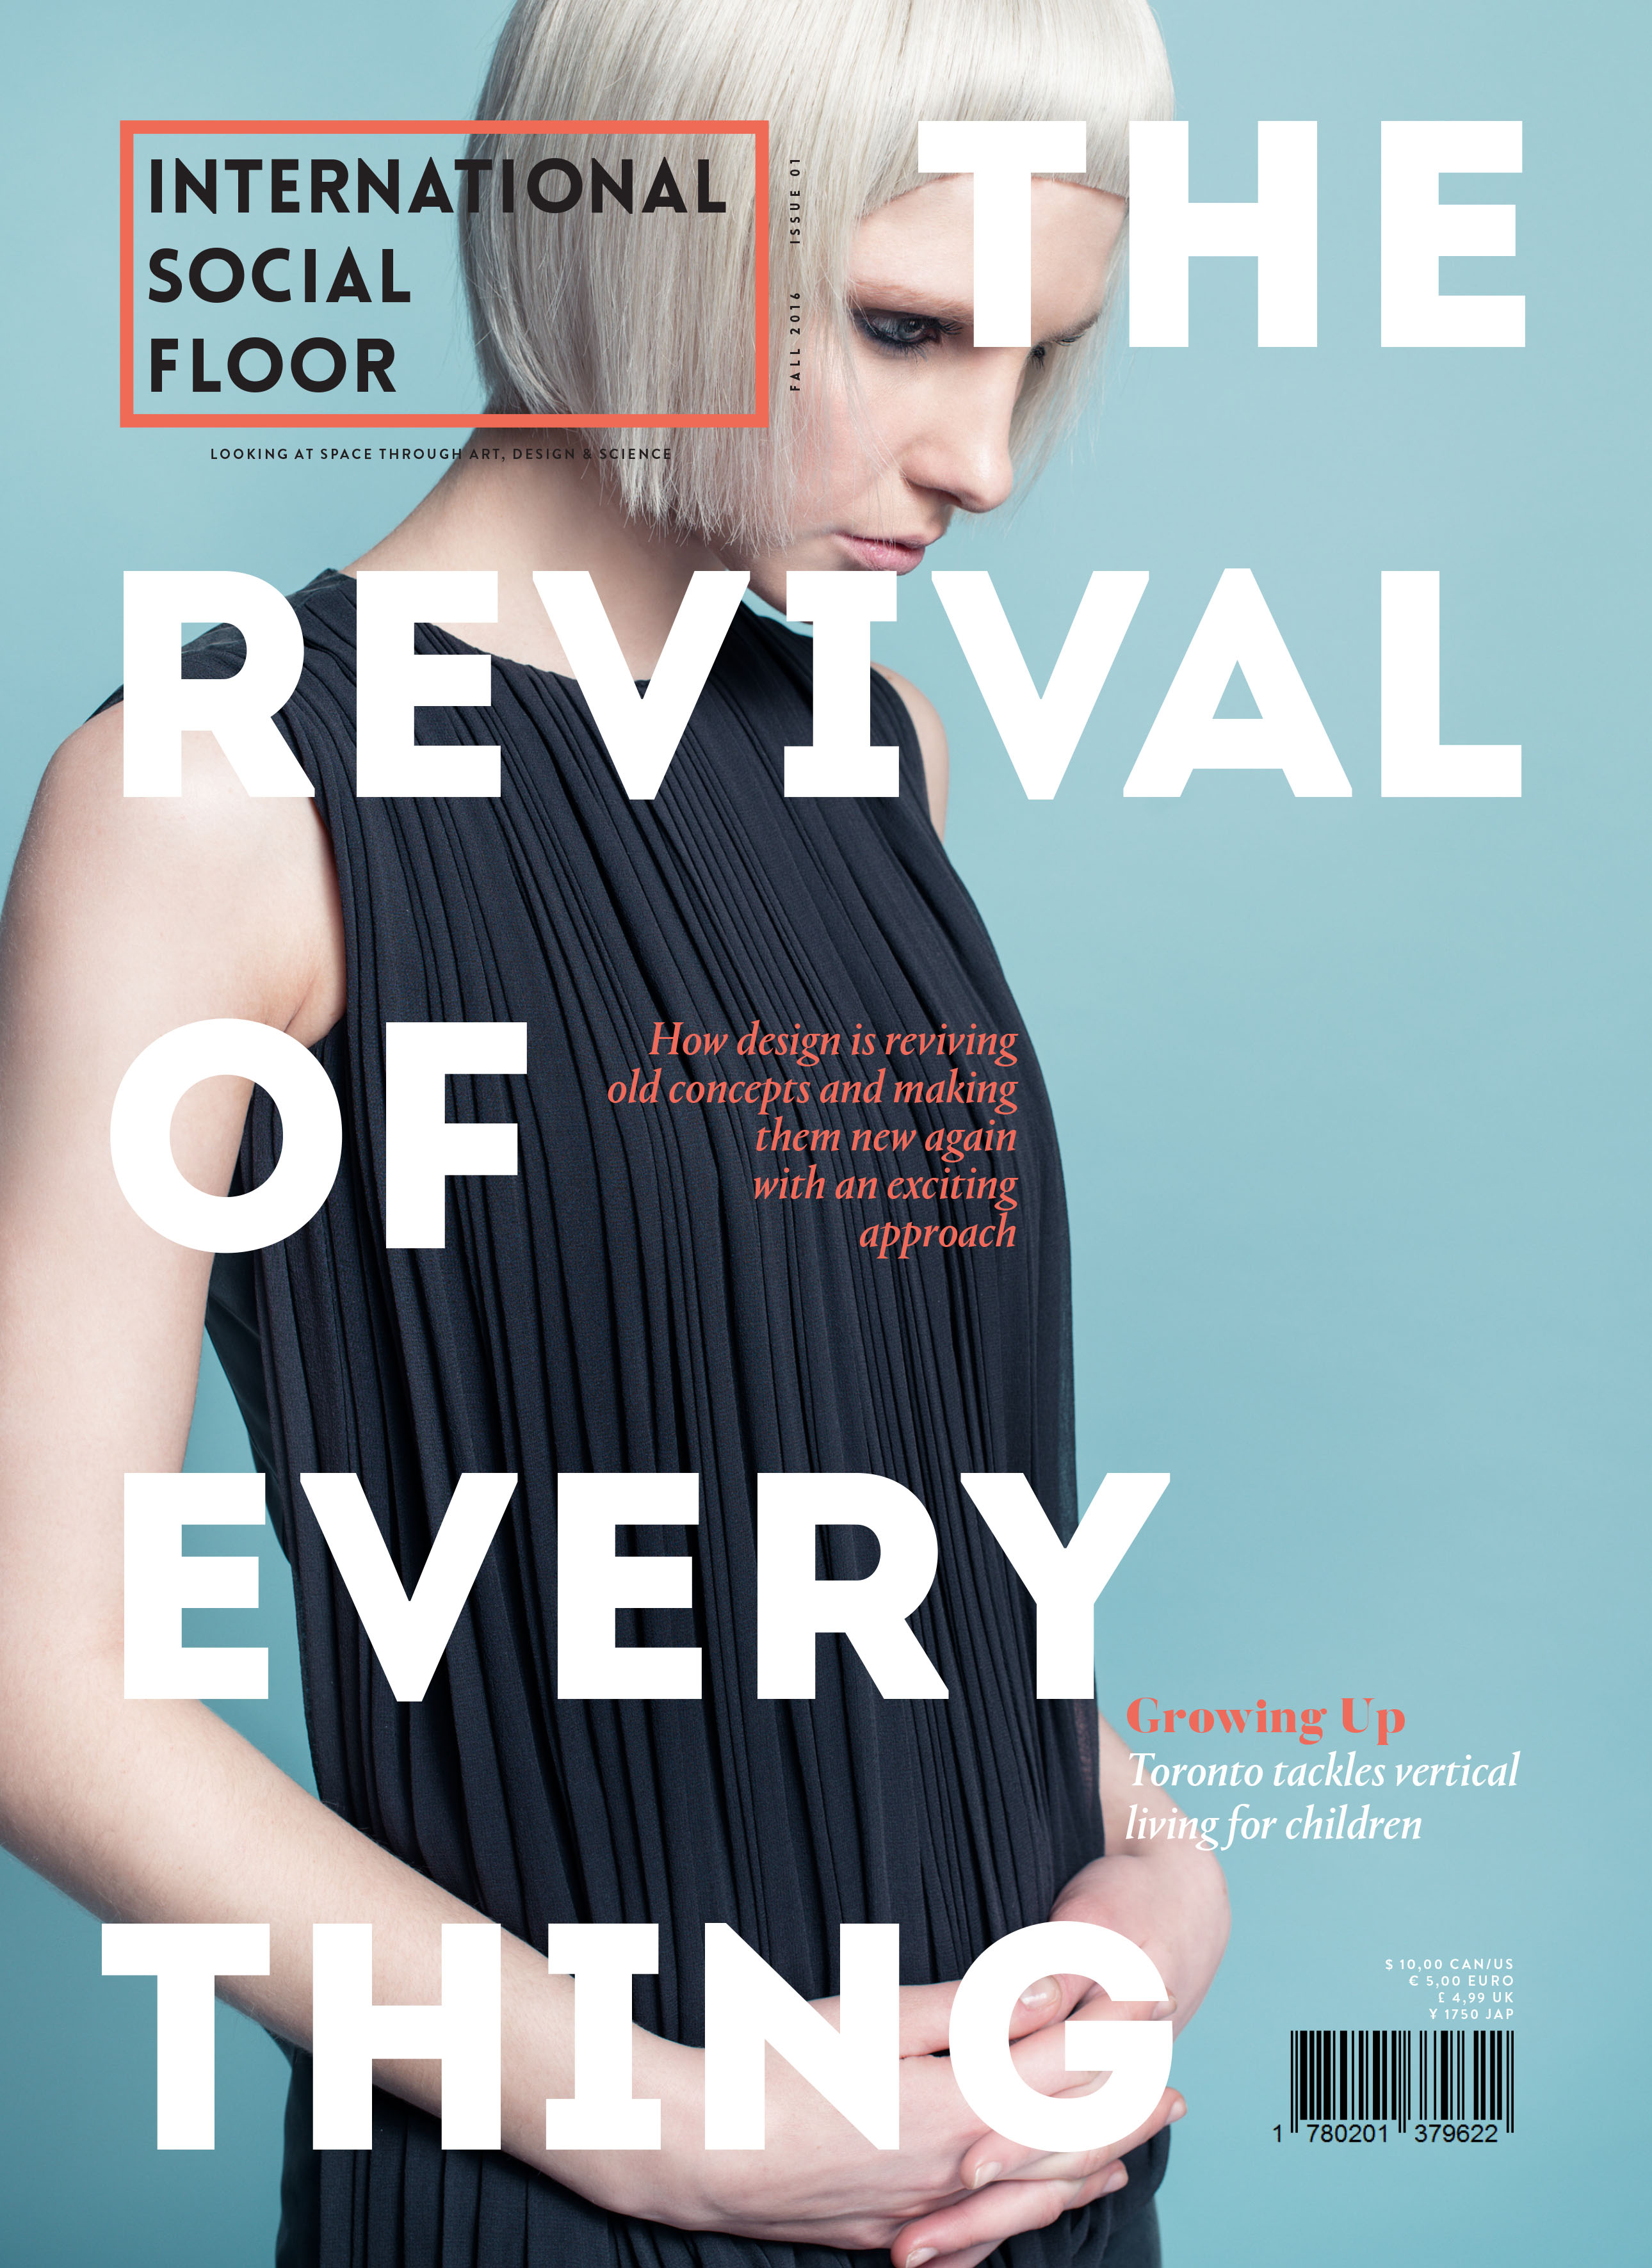 INTERNATIONAL
SOCIAL
FLOOR
FALL 2016 ISSUE 01
LOOKING AT SPACE THROUGH ART, DESIGN & SCIENCE
THE
REVIVAL
OF
How design is reviving
old concepts and making
them new again
with an exciting
approach
EVERY
Growing Up
Toronto tackles vertical
living for children
THING
$ 10,00 CAN/US
€ 5,00 EURO
£ 4,99 UK
¥ 1750 JAP
1 780201 379622